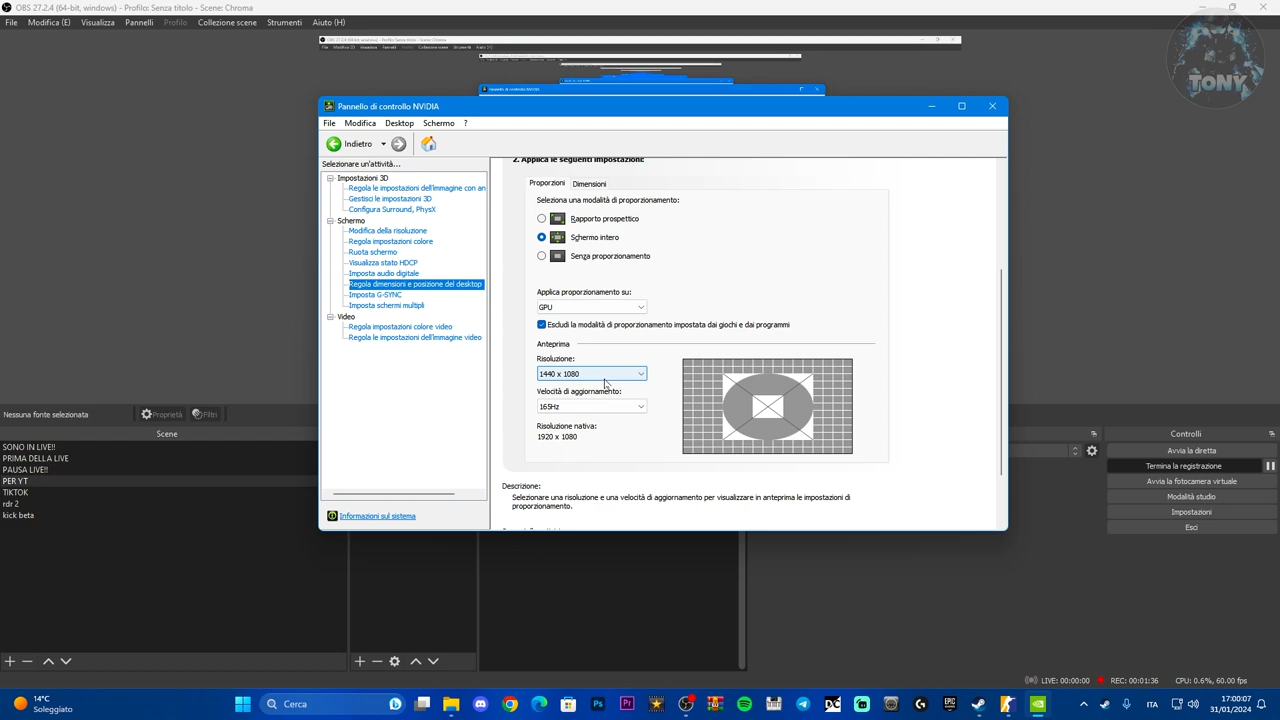 OBS 27.2.4 (64-bit, windows) - Profilo: Senza titolo - Scene: Chroma
File Modifica (E) Visualizza Pannelli Profilo Collezione scene Strumenti Aiuto (H)
TONY
Pannello di controllo NVIDIA
File Modifica Desktop Schermo ?
Indietro
Selezionare un'attività...
Impostazioni 3D
Regola le impostazioni dell'immagine con an
Gestisci le impostazioni 3D
Configura Surround, PhysX
Schermo
Modifica della risoluzione
Regola impostazioni colore
Ruota schermo
Visualizza stato HDCP
Imposta audio digitale
Regola dimensioni e posizione del desktop
Imposta G-SYNC
Imposta schermi multipli
Video
Regola impostazioni colore video
Regola le impostazioni dell'immagine video
Informazioni sul sistema
2. Applica le seguenti impostazioni:
Proporzioni Dimensioni
Seleziona una modalità di proporzionamento:
Rapporto prospettico
Schermo intero
Senza proporzionamento
Applica proporzionamento su:
GPU
Escludi la modalità di proporzionamento impostata dai giochi e dai programmi
Anteprima
Risoluzione:
1440 x 1080
Velocità di aggiornamento:
165Hz
Risoluzione nativa:
1920 x 1080
Descrizione:
Selezionare una risoluzione e una velocità di aggiornamento per visualizzare in anteprima le impostazioni di
proporzionamento.
Nessuna fonte selezionata Proprietà Filtri
Scene
SONO IN LIVE!!
PRIMA DELLA LIVE
PAUSA LIVE!!
PER YT
TIKTOK
rdr 2
kick beta
Controlli
Avvia la diretta
Termina la registrazione
Avvia la fotocamera virtuale
Modalità studio
Impostazioni
Esci
LIVE: 00:00:00 REC: 00:01:36 CPU: 0.6%, 60.00 fps
14°C
Soleggiato
Cerca
ITA
17:00:07
31/01/2024